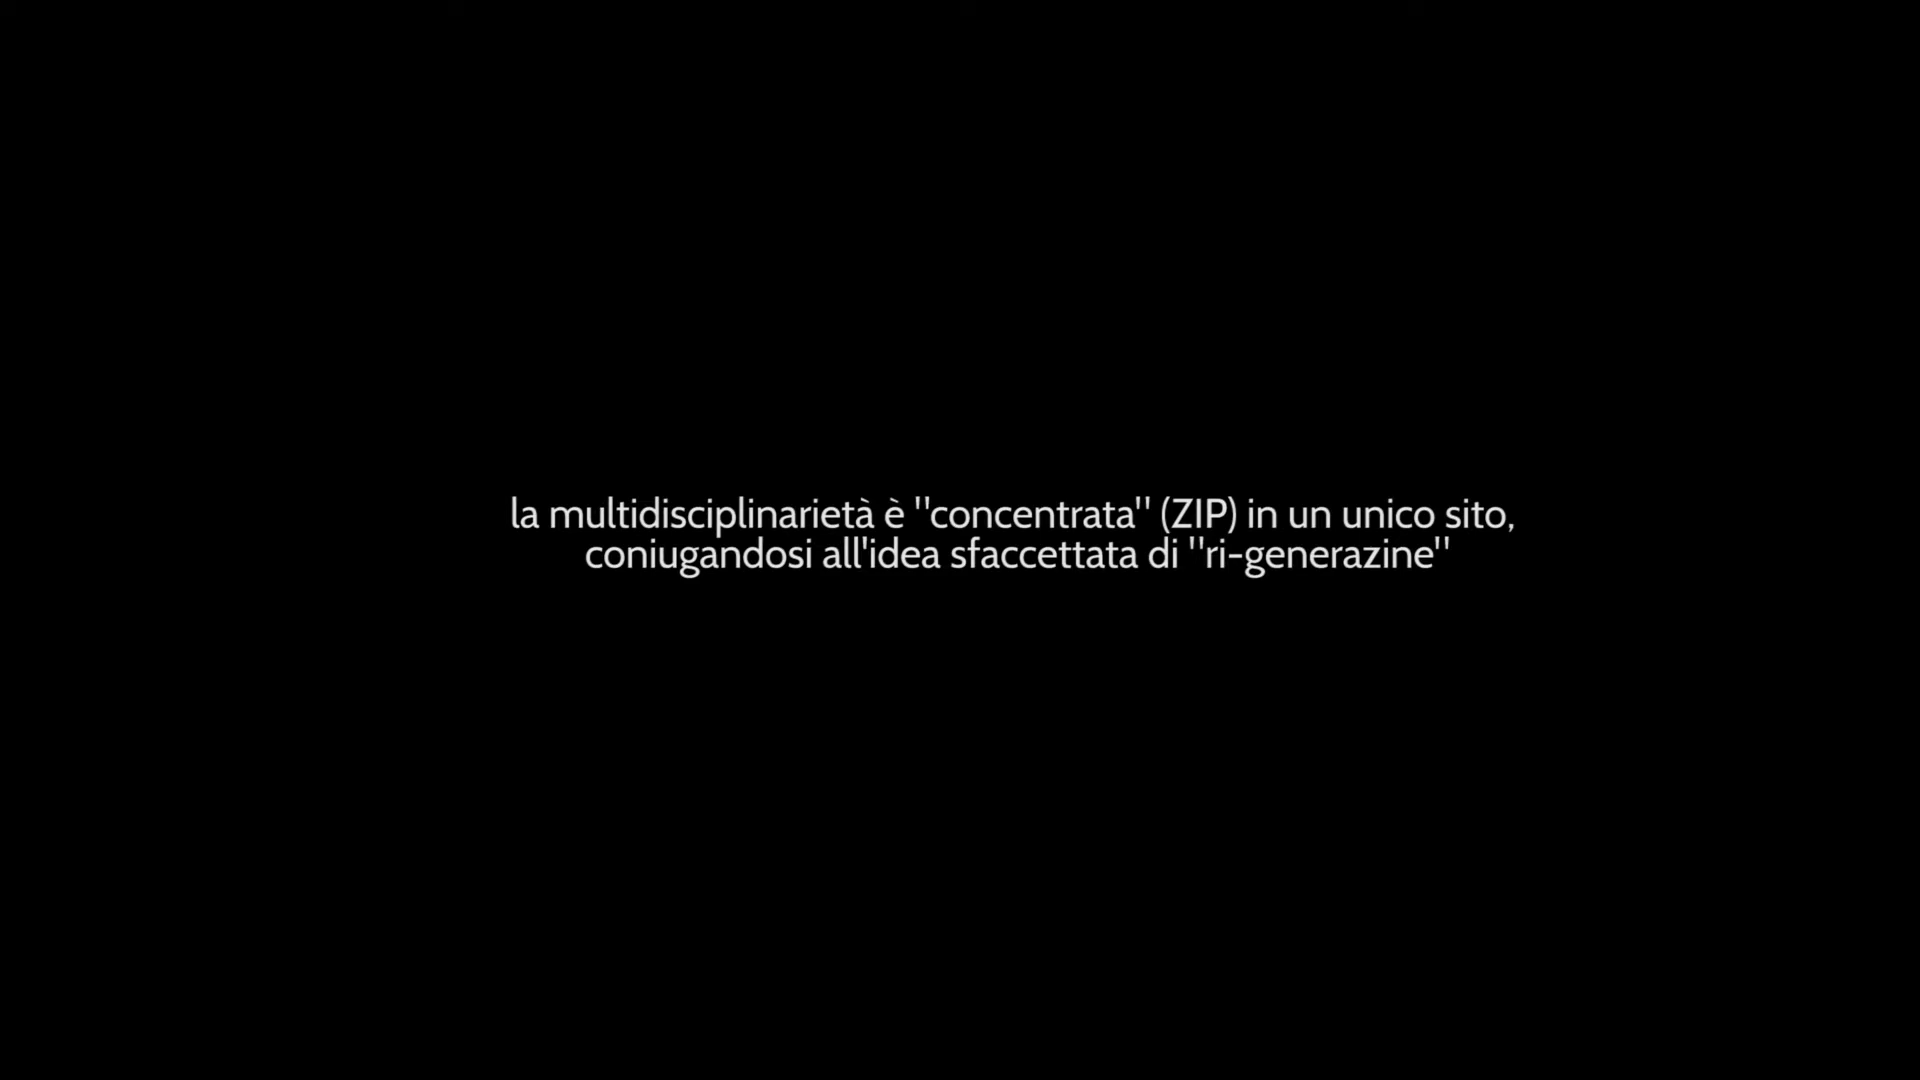 la multidisciplinarietà è "concentrata" (ZIP) in un unico sito,
coniugandosi all'idea sfaccettata di "ri-generazine"